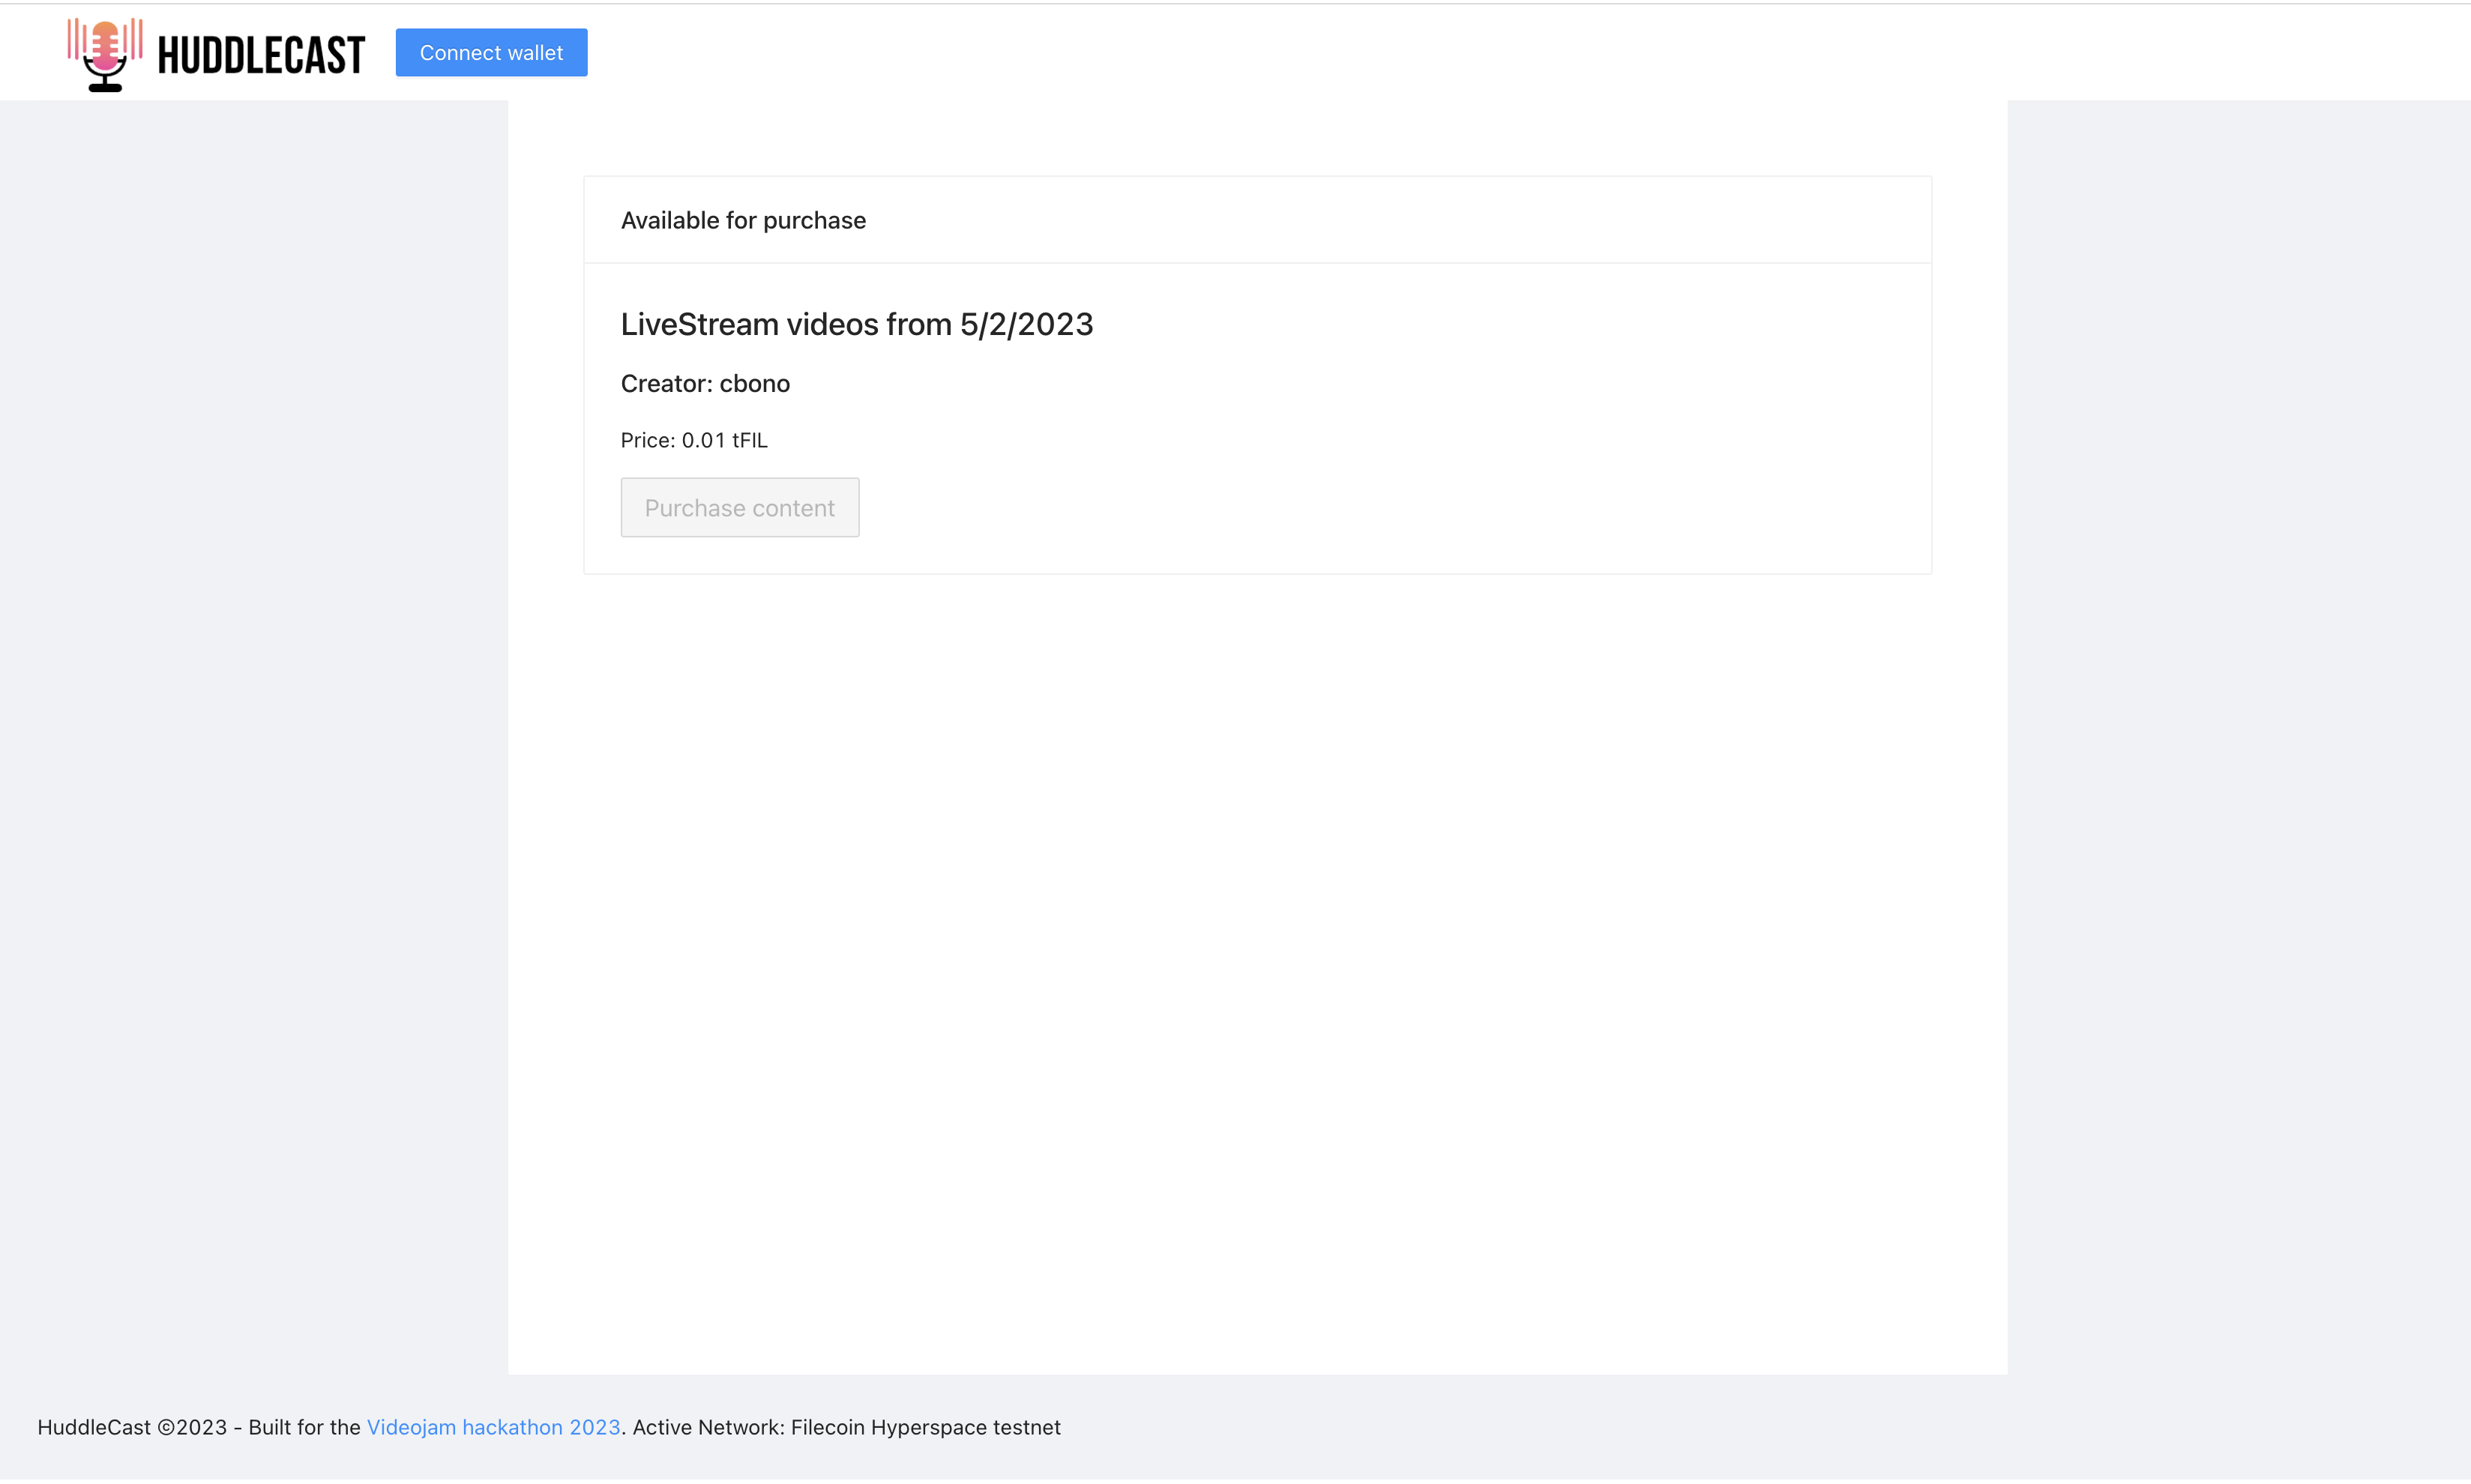 HUDDLECAST
Connect wallet
Available for purchase
LiveStream videos from 5/2/2023
Creator: cbono
Price: 0.01 tFIL
Purchase content
HuddleCast ©2023 - Built for the Videojam hackathon 2023. Active Network: Filecoin Hyperspace testnet